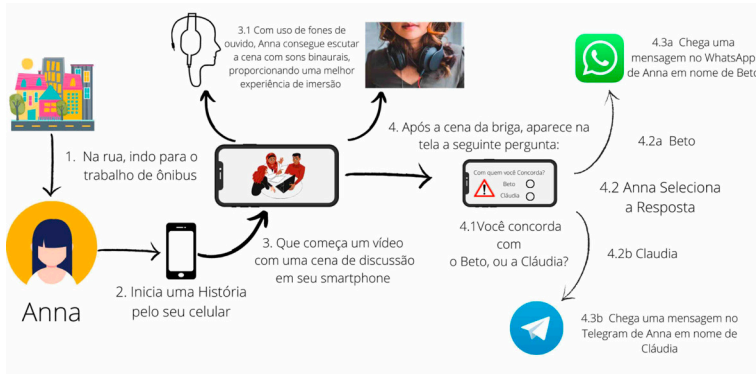 3.1 Com uso de fones de
ouvido, Anna consegue escutar
a cena com sons binaurais,
proporcionando uma melhor
experiência de imersão
4.3a Chega uma
mensagem no WhatsApp
de Anna em nome de Beto
4. Após a cena da briga, aparece na
tela a seguinte pergunta:
4.2a Beto
1. Na rua, indo para o
trabalho de ônibus
Com quem você Concorda?
Beto
Cláudia
4.2 Anna Seleciona
a Resposta
4.1Você concorda
com
o Beto, ou a Cláudia?
3. Que começa um vídeo
com uma cena de discussão
em seu smartphone
4.2b Claudia
2. Inicia uma História
pelo seu celular
Anna
4.3b Chega uma mensagem no
Telegram de Anna em nome de
Cláudia